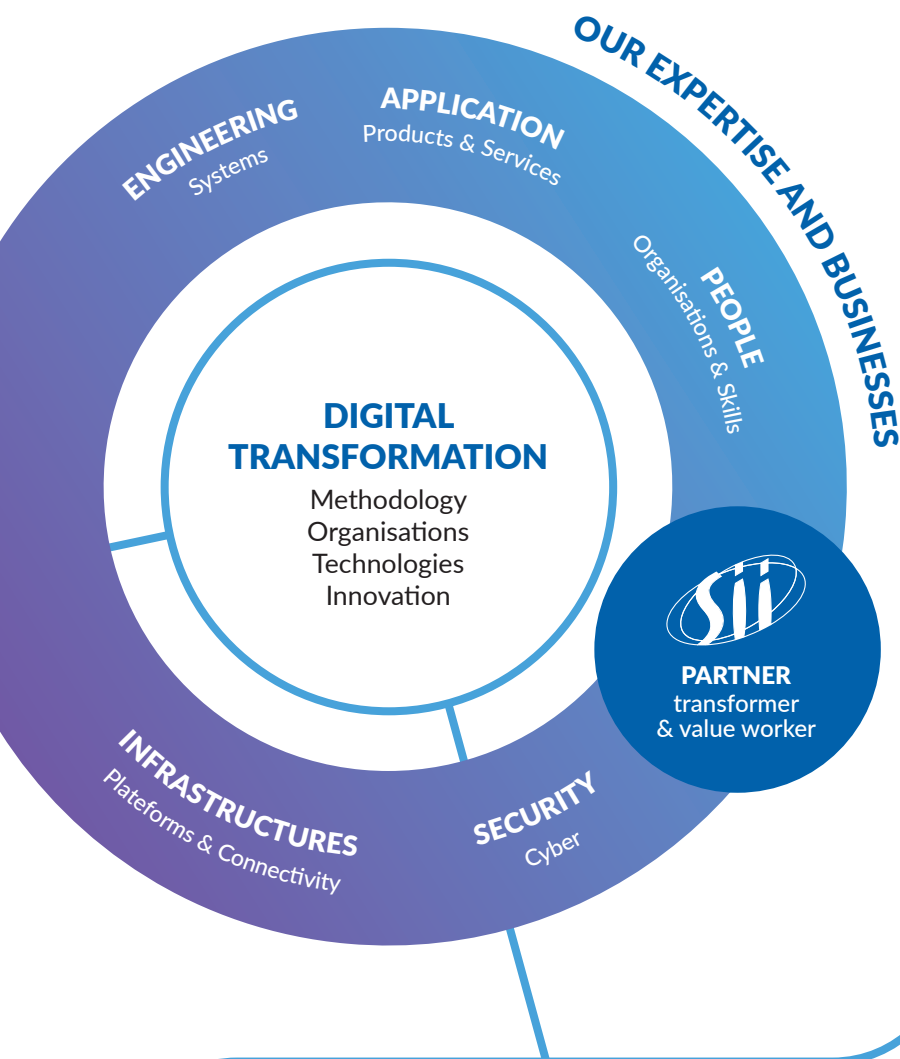 OUR EXPERTISE AND BUSINESSES
ENGINEERING
Systems
APPLICATION
Products & Services
PEOPLE
Organisations & Skills
DIGITAL
TRANSFORMATION
Methodology
Organisations
Technologies
Innovation
Sii
PARTNER
transformer
& value worker
INFRASTRUCTURES
Plateforms & Connectivity
SECURITY
Cyber